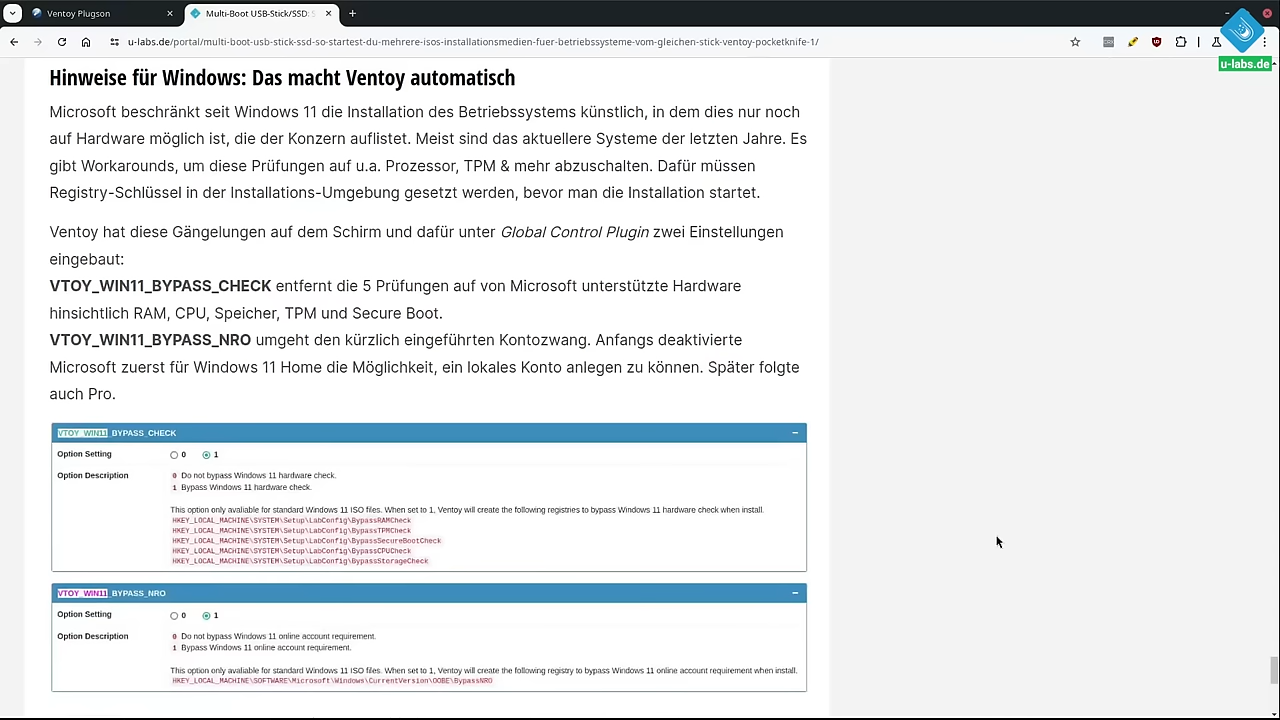 Ventoy Plugson
Multi-Boot USB-Stick/SSD: S
u-labs.de/portal/multi-boot-usb-stick-ssd-so-startest-du-mehrere-isos-installationsmedien-fuer-betriebssysteme-vom-gleichen-stick-ventoy-pocketknife-1/
u-labs.de
Hinweise für Windows: Das macht Ventoy automatisch
Microsoft beschränkt seit Windows 11 die Installation des Betriebssystems künstlich, in dem dies nur noch
auf Hardware möglich ist, die der Konzern auflistet. Meist sind das aktuellere Systeme der letzten Jahre. Es
gibt Workarounds, um diese Prüfungen auf u.a. Prozessor, TPM & mehr abzuschalten. Dafür müssen
Registry-Schlüssel in der Installations-Umgebung gesetzt werden, bevor man die Installation startet.
Ventoy hat diese Gängelungen auf dem Schirm und dafür unter Global Control Plugin zwei Einstellungen
eingebaut:
VTOY_WIN11_BYPASS_CHECK entfernt die 5 Prüfungen auf von Microsoft unterstützte Hardware
hinsichtlich RAM, CPU, Speicher, TPM und Secure Boot.
VTOY_WIN11_BYPASS_NRO umgeht den kürzlich eingeführten Kontozwang. Anfangs deaktivierte
Microsoft zuerst für Windows 11 Home die Möglichkeit, ein lokales Konto anlegen zu können. Später folgte
auch Pro.
VTOY_WIN11_BYPASS_CHECK
Option Setting 0 1
Option Description 0 Do not bypass Windows 11 hardware check.
1 Bypass Windows 11 hardware check.
This option only avaliable for standard Windows 11 ISO files. When set to 1, Ventoy will create the following registries to bypass Windows 11 hardware check when install.
HKEY_LOCAL_MACHINE\SYSTEM\Setup\LabConfig\BypassRAMCheck
HKEY_LOCAL_MACHINE\SYSTEM\Setup\LabConfig\BypassTPMCheck
HKEY_LOCAL_MACHINE\SYSTEM\Setup\LabConfig\BypassSecureBootCheck
HKEY_LOCAL_MACHINE\SYSTEM\Setup\LabConfig\BypassCPUCheck
HKEY_LOCAL_MACHINE\SYSTEM\Setup\LabConfig\BypassStorageCheck
VTOY_WIN11_BYPASS_NRO
Option Setting 0 1
Option Description 0 Do not bypass Windows 11 online account requirement.
1 Bypass Windows 11 online account requirement.
This option only avaliable for standard Windows 11 ISO files. When set to 1, Ventoy will create the following registry to bypass Windows 11 online account requirement when install.
HKEY_LOCAL_MACHINE\SOFTWARE\Microsoft\Windows\CurrentVersion\OOBE\BypassNRO